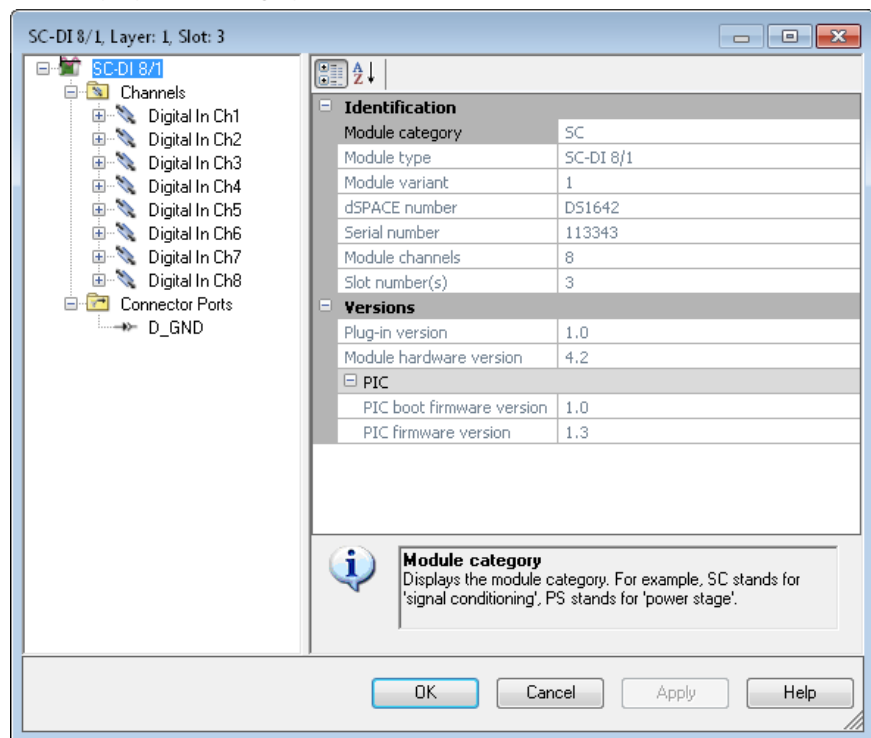 SC-DI 8/1, Layer: 1, Slot: 3
SC-DI 8/1
Channels
Digital In Ch1
Digital In Ch2
Digital In Ch3
Digital In Ch4
Digital In Ch5
Digital In Ch6
Digital In Ch7
Digital In Ch8
Connector Ports
D_GND
A
Z
Identification
Module category SC
Module type SC-DI 8/1
Module variant 1
dSPACE number DS1642
Serial number 113343
Module channels 8
Slot number(s) 3
Versions
Plug-in version 1.0
Module hardware version 4.2
PIC
PIC boot firmware version 1.0
PIC firmware version 1.3
Module category
Displays the module category. For example, SC stands for
'signal conditioning', PS stands for 'power stage'.
OK Cancel Apply Help